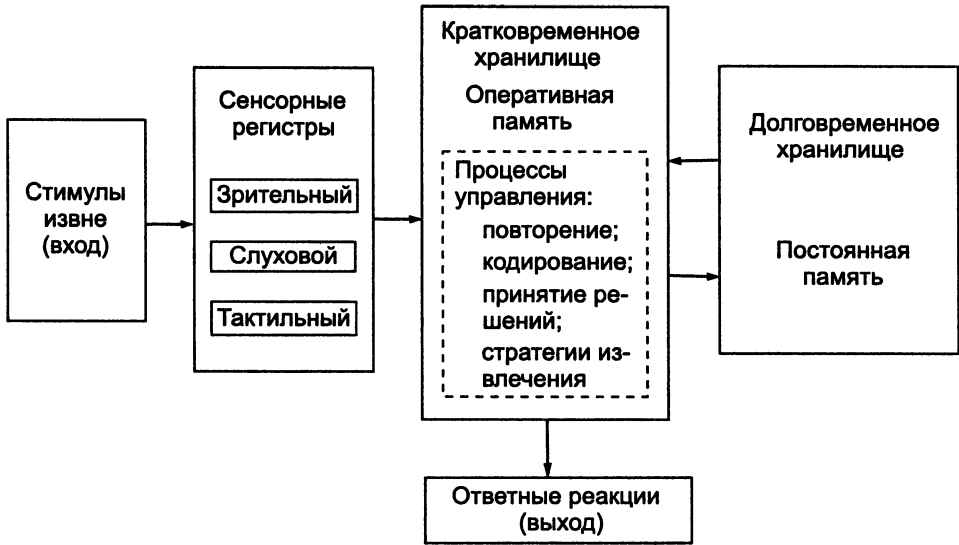 Стимулы
извне
(вход)
Сенсорные
регистры
Зрительный
Слуховой
Тактильный
Кратковременное
хранилище
Оперативная
память
Процессы
управления:
повторение;
кодирование;
принятие ре-
шений;
стратегии из-
влечения
Долговременное
хранилище
Постоянная
память
Ответные реакции
(выход)